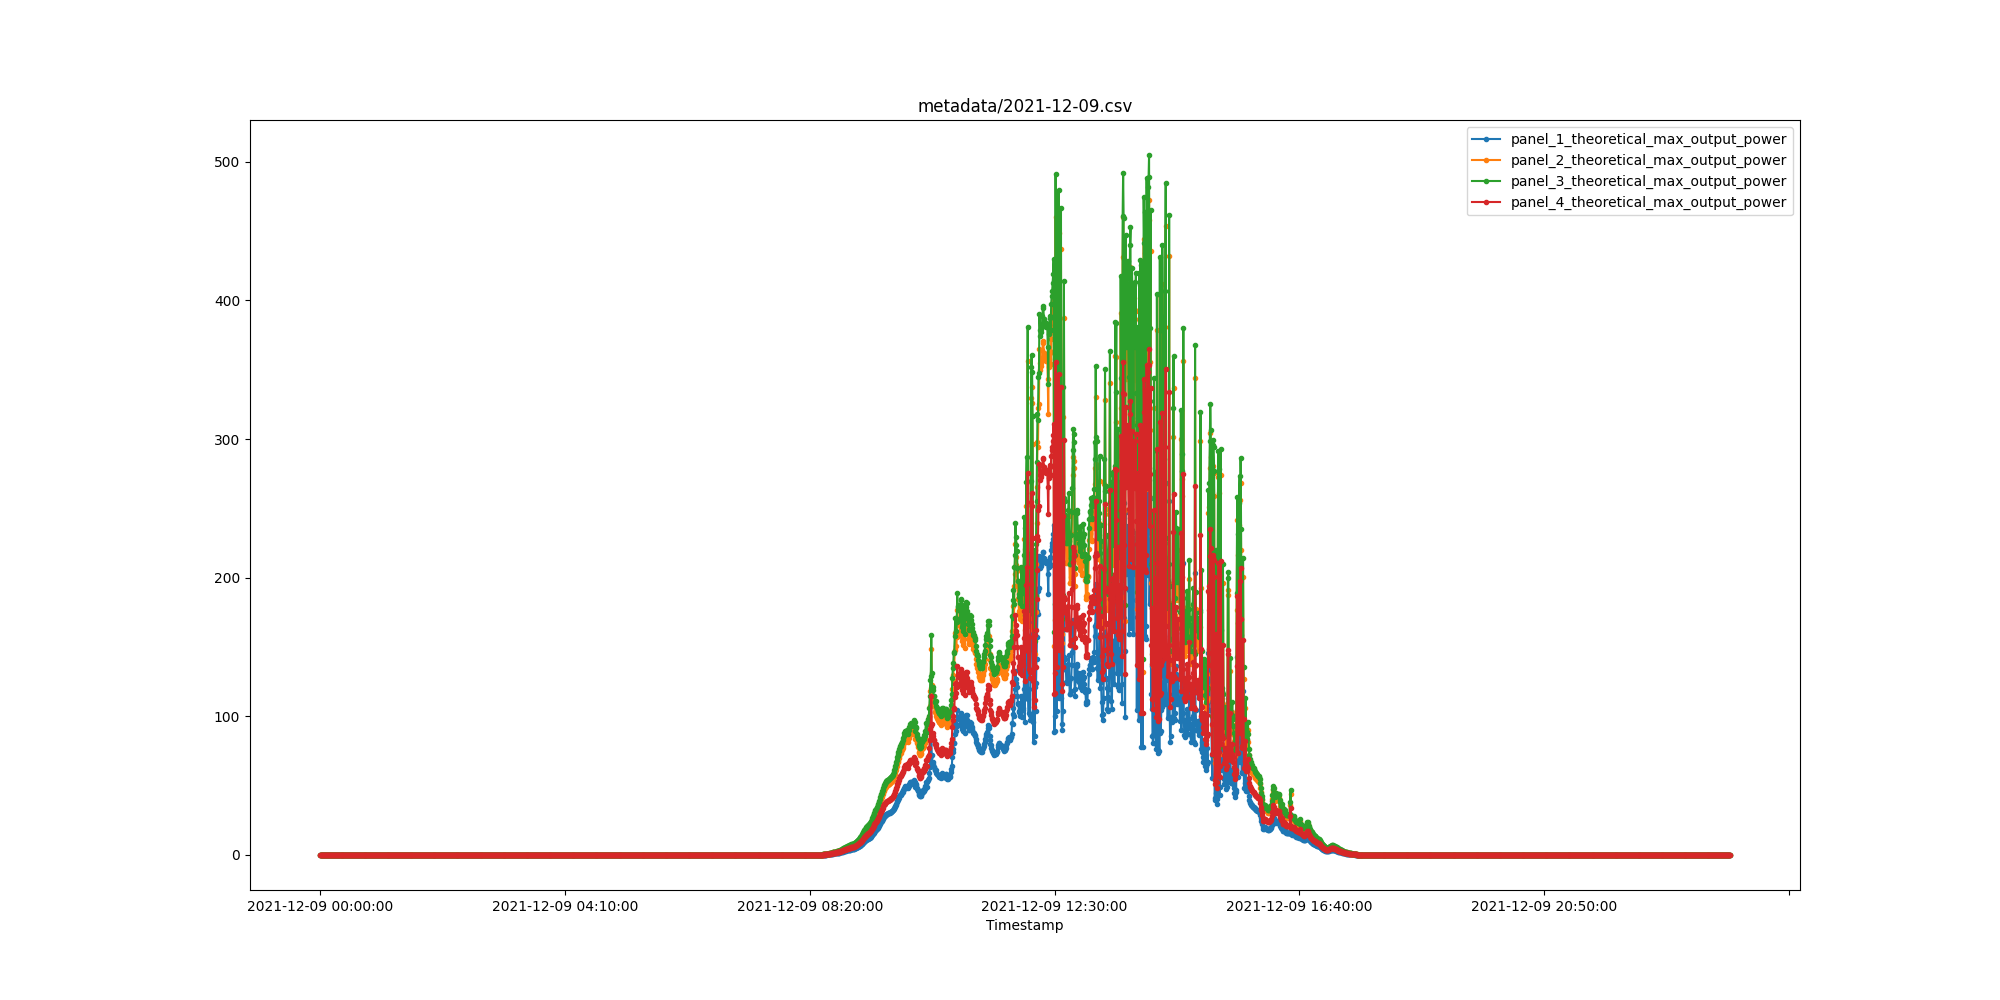 metadata/2021-12-09.csv
panel_1_theoretical_max_output_power
panel_2_theoretical_max_output_power
panel_3_theoretical_max_output_power
panel_4_theoretical_max_output_power
500
400
300
200
100
0
2021-12-09 00:00:00 2021-12-09 04:10:00 2021-12-09 08:20:00 2021-12-09 12:30:00 2021-12-09 16:40:00 2021-12-09 20:50:00
Timestamp